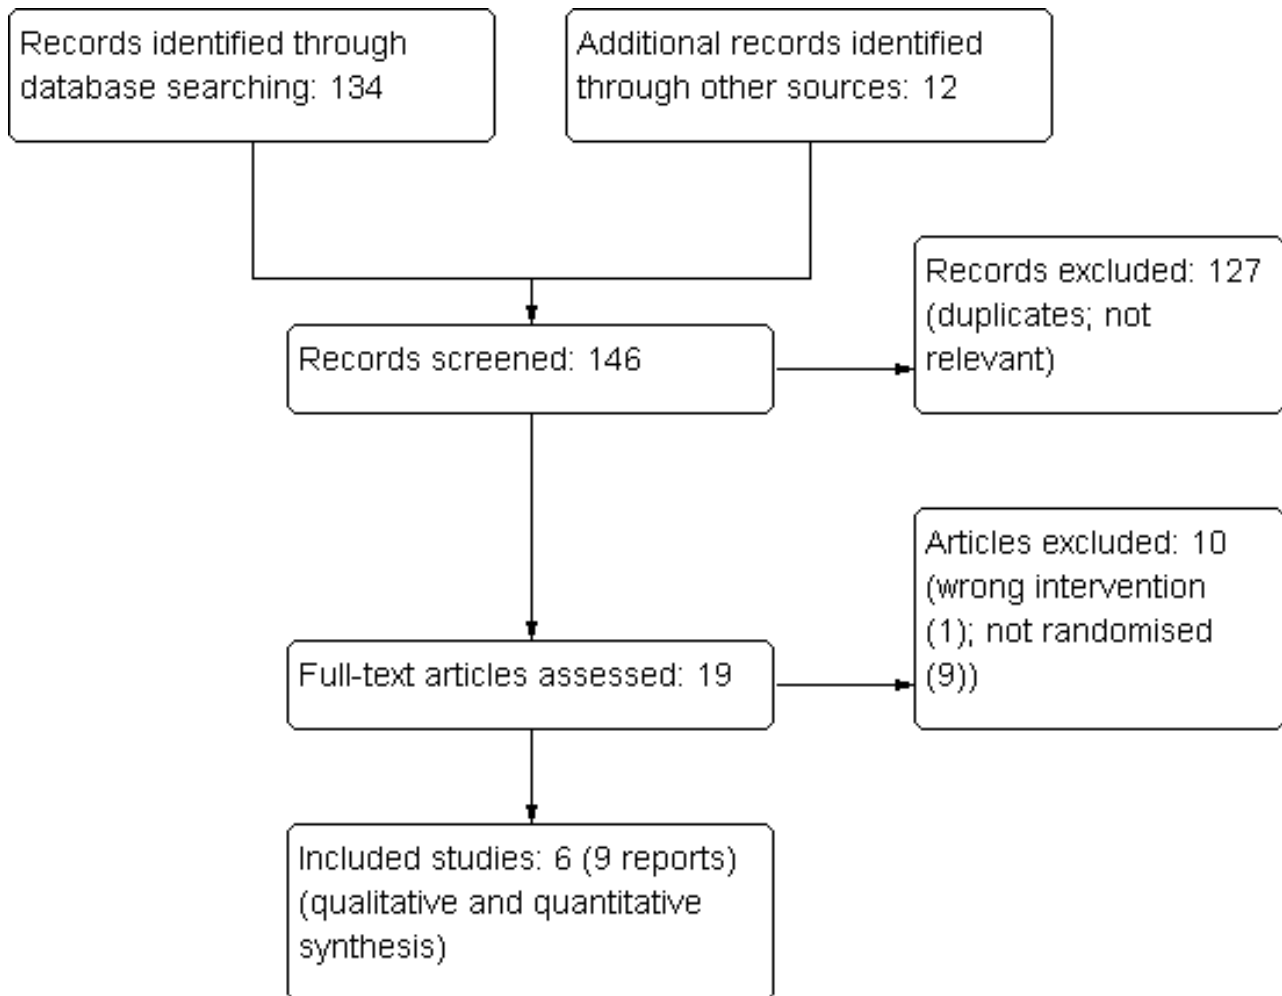 Records identified through
database searching: 134
Additional records identified
through other sources: 12
Records excluded: 127
(duplicates; not
relevant)
Records screened: 146
Articles excluded: 10
(wrong intervention
(1); not randomised
(9))
Full-text articles assessed: 19
Included studies: 6 (9 reports)
(qualitative and quantitative
synthesis)